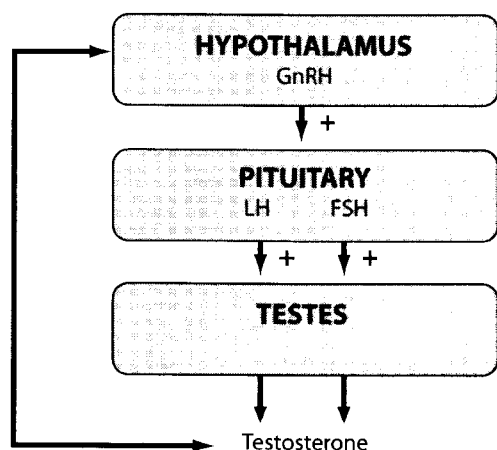 HYPOTHALAMUS
GnRH
+
PITUITARY
LH FSH
+ +
TESTES
Testosterone